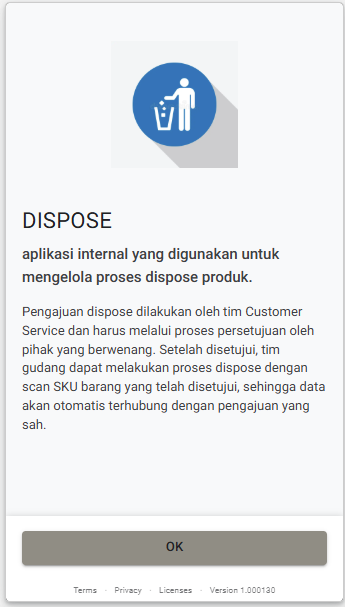 DISPOSE
aplikasi internal yang digunakan untuk
mengelola proses dispose produk.
Pengajuan dispose dilakukan oleh tim Customer
Service dan harus melalui proses persetujuan oleh
pihak yang berwenang. Setelah disetujui, tim
gudang dapat melakukan proses dispose dengan
scan SKU barang yang telah disetujui, sehingga data
akan otomatis terhubung dengan pengajuan yang
sah.
OK
Terms · Privacy · Licenses · Version 1.000130